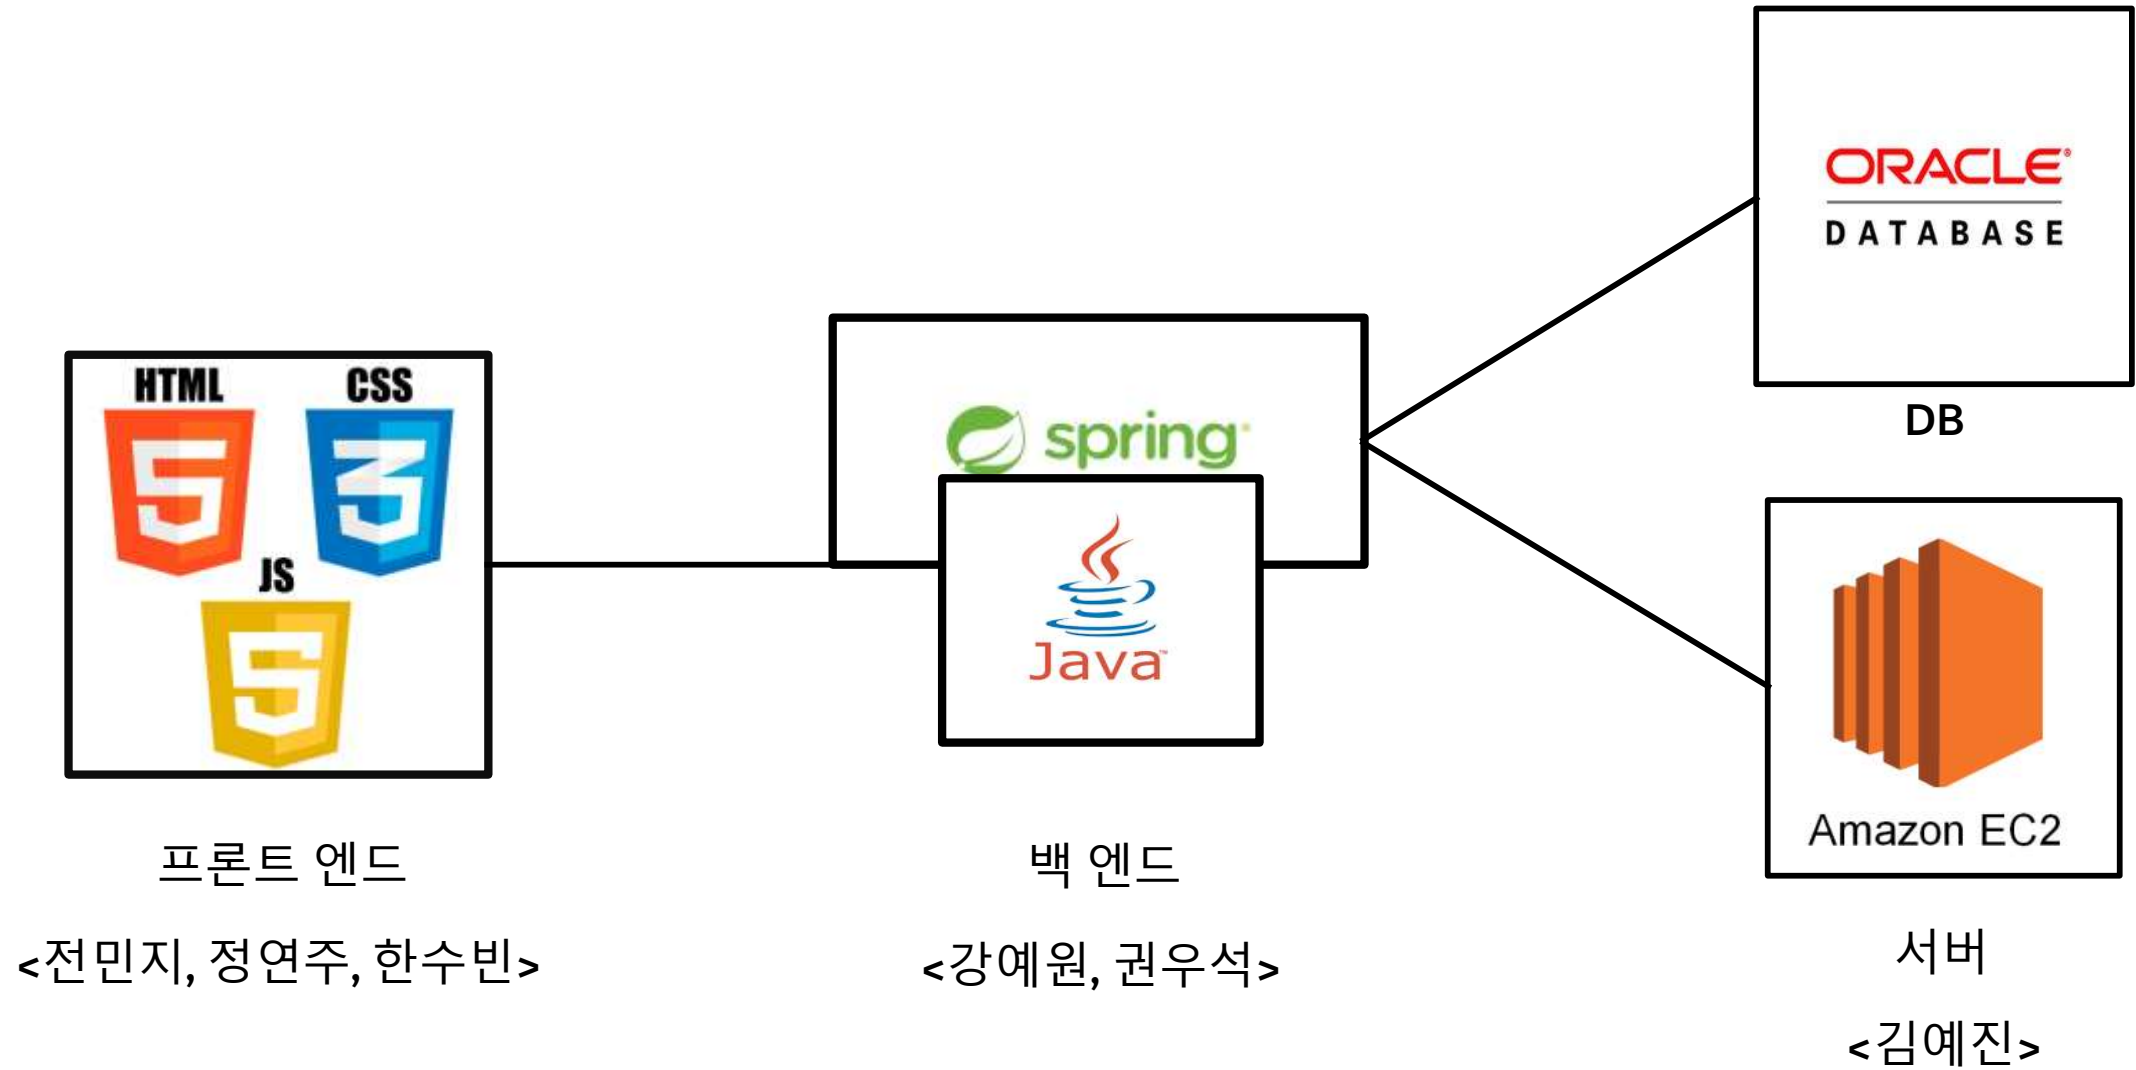 HTML CSS
JS
프론트 엔드
<전민지, 정연주, 한수빈>
spring
Java™
백 엔드
<강예원, 권우석>
ORACLE®
DATABASE
DB
Amazon EC2
서버
<김예진>